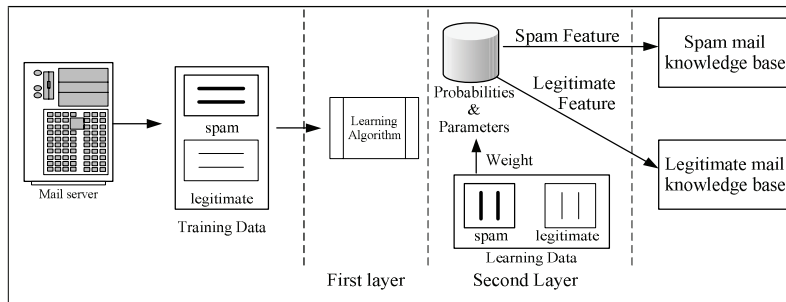 Mail server
spam
legitimate
Training Data
Learning
Algorithm
First layer
Probabilities
&
Parameters
Weight
spam
legitimate
Learning Data
Second Layer
Spam Feature
Legitimate
Feature
Spam mail
knowledge base
Legitimate mail
knowledge base